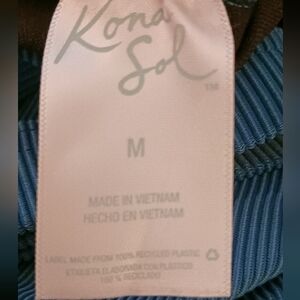 Kona
Sol
TM
M
MADE IN VIETNAM
HECHO EN VIETNAM
LABEL MADE FROM 100% RECYCLED PLASTIC
ETIQUETA ELABORADA CON PLÁSTICO
100 % RECICLADO